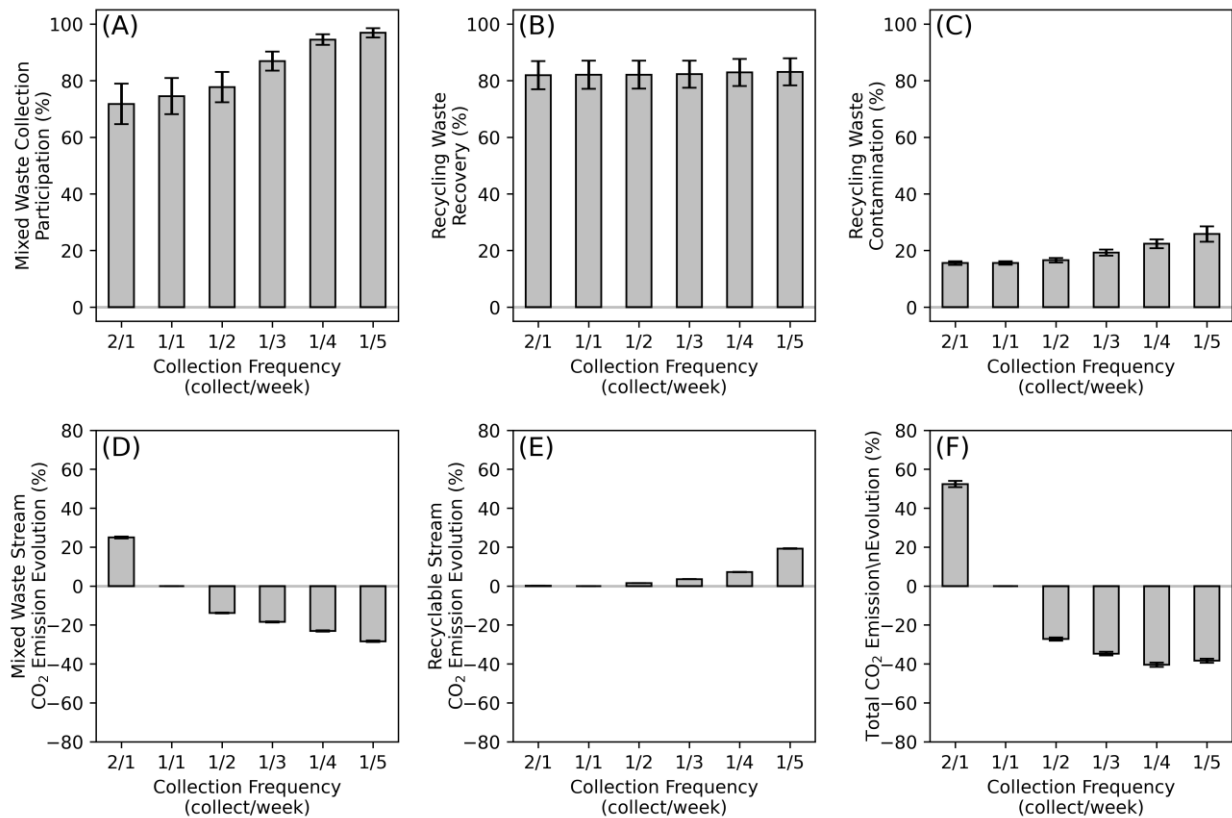 (A)
Mixed Waste Collection
Participation (%)
100
80
60
40
20
0
2/1 1/1 1/2 1/3 1/4 1/5
Collection Frequency
(collect/week)
(B)
Recycling Waste
Recovery (%)
100
80
60
40
20
0
2/1 1/1 1/2 1/3 1/4 1/5
Collection Frequency
(collect/week)
(C)
Recycling Waste
Contamination (%)
100
80
60
40
20
0
2/1 1/1 1/2 1/3 1/4 1/5
Collection Frequency
(collect/week)
(D)
Mixed Waste Stream
CO₂ Emission Evolution (%)
80
60
40
20
0
−20
−40
−60
−80
2/1 1/1 1/2 1/3 1/4 1/5
Collection Frequency
(collect/week)
(E)
Recyclable Stream
CO₂ Emission Evolution (%)
80
60
40
20
0
−20
−40
−60
−80
2/1 1/1 1/2 1/3 1/4 1/5
Collection Frequency
(collect/week)
(F)
Total CO₂ Emission\nEvolution (%)
80
60
40
20
0
−20
−40
−60
−80
2/1 1/1 1/2 1/3 1/4 1/5
Collection Frequency
(collect/week)